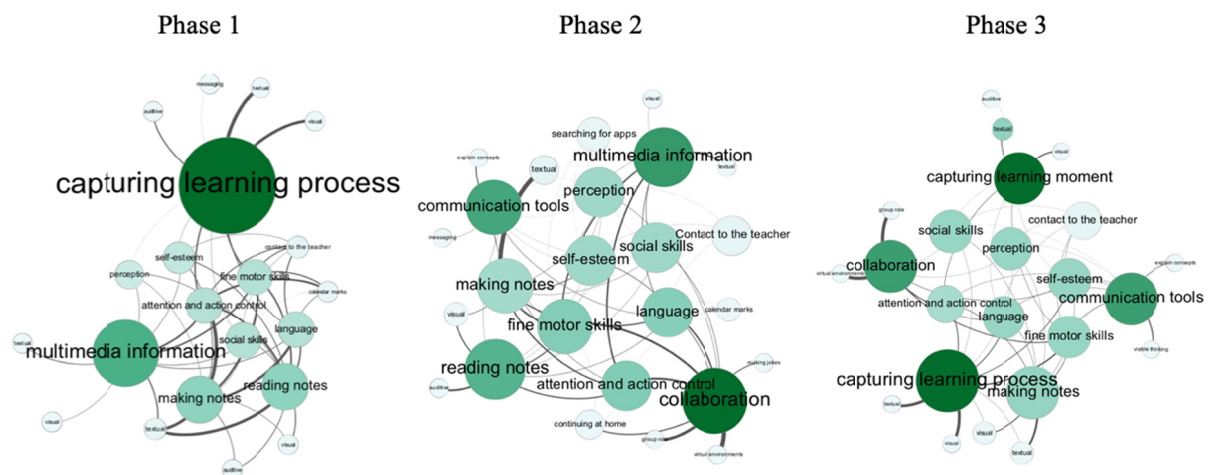 Phase 1
Phase 2
Phase 3
messaging
textual
auditive
visual
capturing learning process
contact to the teacher
self-esteem
perception
fine motor skills
calendar marks
attention and action control
language
social skills
textual
multimedia information
reading notes
making notes
visual
textual
visual
auditive
visual
searching for apps
multimedia information
explain concepts
textual
textual
perception
communication tools
messaging
social skills
Contact to the teacher
self-esteem
making notes
visual
language
calendar marks
fine motor skills
reading notes
making jokes
auditive
attention and action control
collaboration
continuing at home
group role
virtual environments
auditive
textual
visual
capturing learning moment
group role
contact to the teacher
social skills
perception
collaboration
virtual environments
explain concepts
self-esteem
communication tools
attention and action control
language
fine motor skills
visible thinking
capturing learning process
making notes
textual
visual
visual
textual